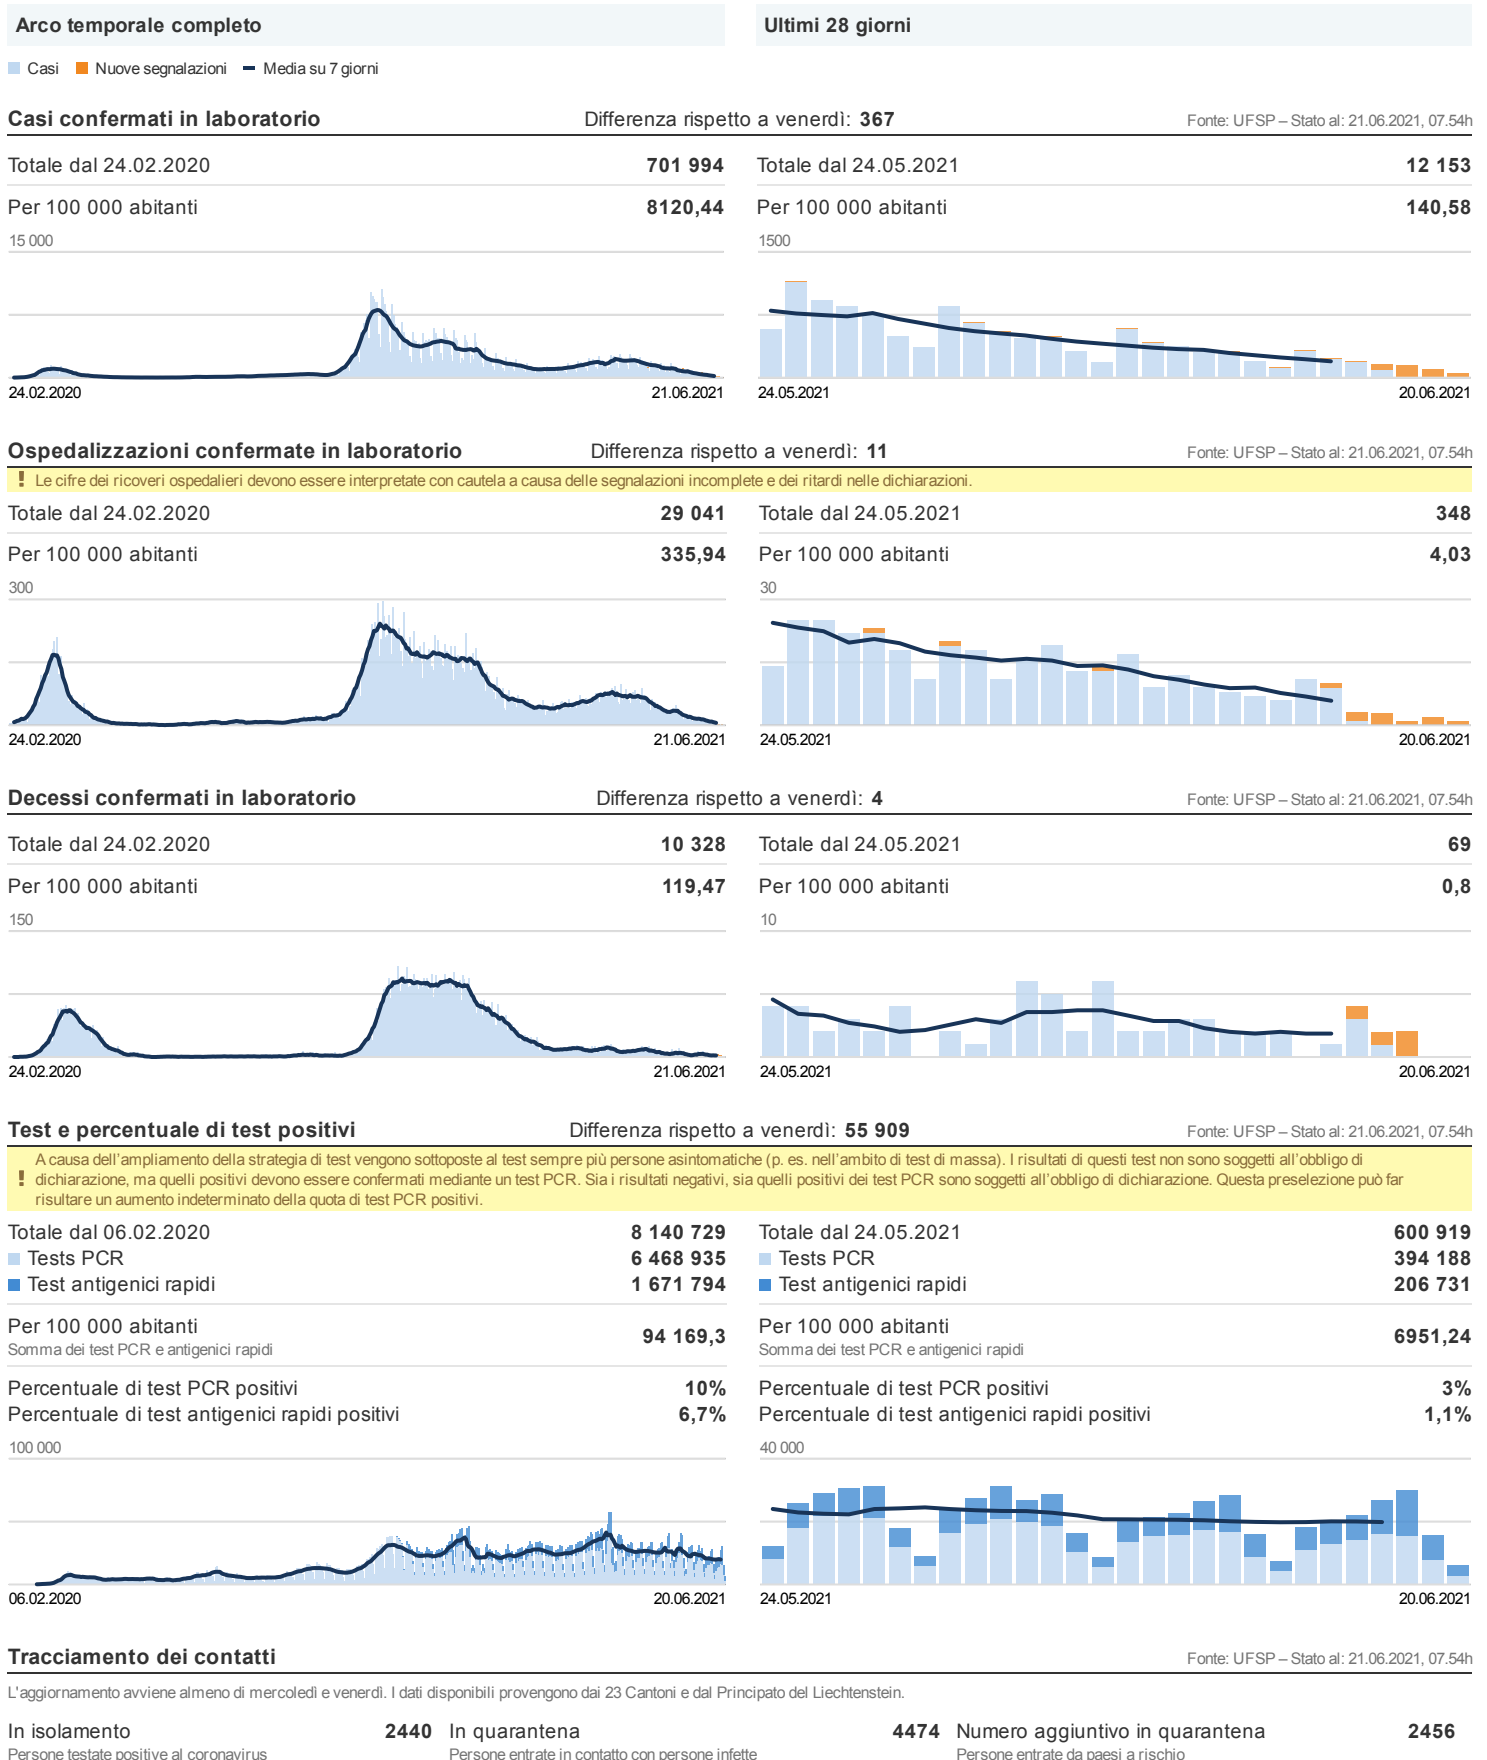 Arco temporale completo
Ultimi 28 giorni
Casi Nuove segnalazioni Media su 7 giorni
Casi confermati in laboratorio Differenza rispetto a venerdì: 367 Fonte: UFSP – Stato al: 21.06.2021, 07.54h
Totale dal 24.02.2020 701 994
Per 100 000 abitanti 8120,44
15 000
24.02.2020 21.06.2021
Totale dal 24.05.2021 12 153
Per 100 000 abitanti 140,58
1500
24.05.2021 20.06.2021
Ospedalizzazioni confermate in laboratorio Differenza rispetto a venerdì: 11 Fonte: UFSP – Stato al: 21.06.2021, 07.54h
! Le cifre dei ricoveri ospedalieri devono essere interpretate con cautela a causa delle segnalazioni incomplete e dei ritardi nelle dichiarazioni.
Totale dal 24.02.2020 29 041
Per 100 000 abitanti 335,94
300
24.02.2020 21.06.2021
Totale dal 24.05.2021 348
Per 100 000 abitanti 4,03
30
24.05.2021 20.06.2021
Decessi confermati in laboratorio Differenza rispetto a venerdì: 4 Fonte: UFSP – Stato al: 21.06.2021, 07.54h
Totale dal 24.02.2020 10 328
Per 100 000 abitanti 119,47
150
24.02.2020 21.06.2021
Totale dal 24.05.2021 69
Per 100 000 abitanti 0,8
10
24.05.2021 20.06.2021
Test e percentuale di test positivi Differenza rispetto a venerdì: 55 909 Fonte: UFSP – Stato al: 21.06.2021, 07.54h
A causa dell'ampliamento della strategia di test vengono sottoposte al test sempre più persone asintomatiche (p. es. nell'ambito di test di massa). I risultati di questi test non sono soggetti all'obbligo di
! dichiarazione, ma quelli positivi devono essere confermati mediante un test PCR. Sia i risultati negativi, sia quelli positivi dei test PCR sono soggetti all'obbligo di dichiarazione. Questa preselezione può far
risultare un aumento indeterminato della quota di test PCR positivi.
Totale dal 06.02.2020 8 140 729
Tests PCR 6 468 935
Test antigenici rapidi 1 671 794
Per 100 000 abitanti 94 169,3
Somma dei test PCR e antigenici rapidi
Percentuale di test PCR positivi 10%
Percentuale di test antigenici rapidi positivi 6,7%
100 000
06.02.2020 20.06.2021
Totale dal 24.05.2021 600 919
Tests PCR 394 188
Test antigenici rapidi 206 731
Per 100 000 abitanti 6951,24
Somma dei test PCR e antigenici rapidi
Percentuale di test PCR positivi 3%
Percentuale di test antigenici rapidi positivi 1,1%
40 000
24.05.2021 20.06.2021
Tracciamento dei contatti Fonte: UFSP – Stato al: 21.06.2021, 07.54h
L'aggiornamento avviene almeno di mercoledì e venerdì. I dati disponibili provengono dai 23 Cantoni e dal Principato del Liechtenstein.
In isolamento 2440
Persone testate positive al coronavirus
In quarantena 4474
Persone entrate in contatto con persone infette
Numero aggiuntivo in quarantena 2456
Persone entrate da paesi a rischio